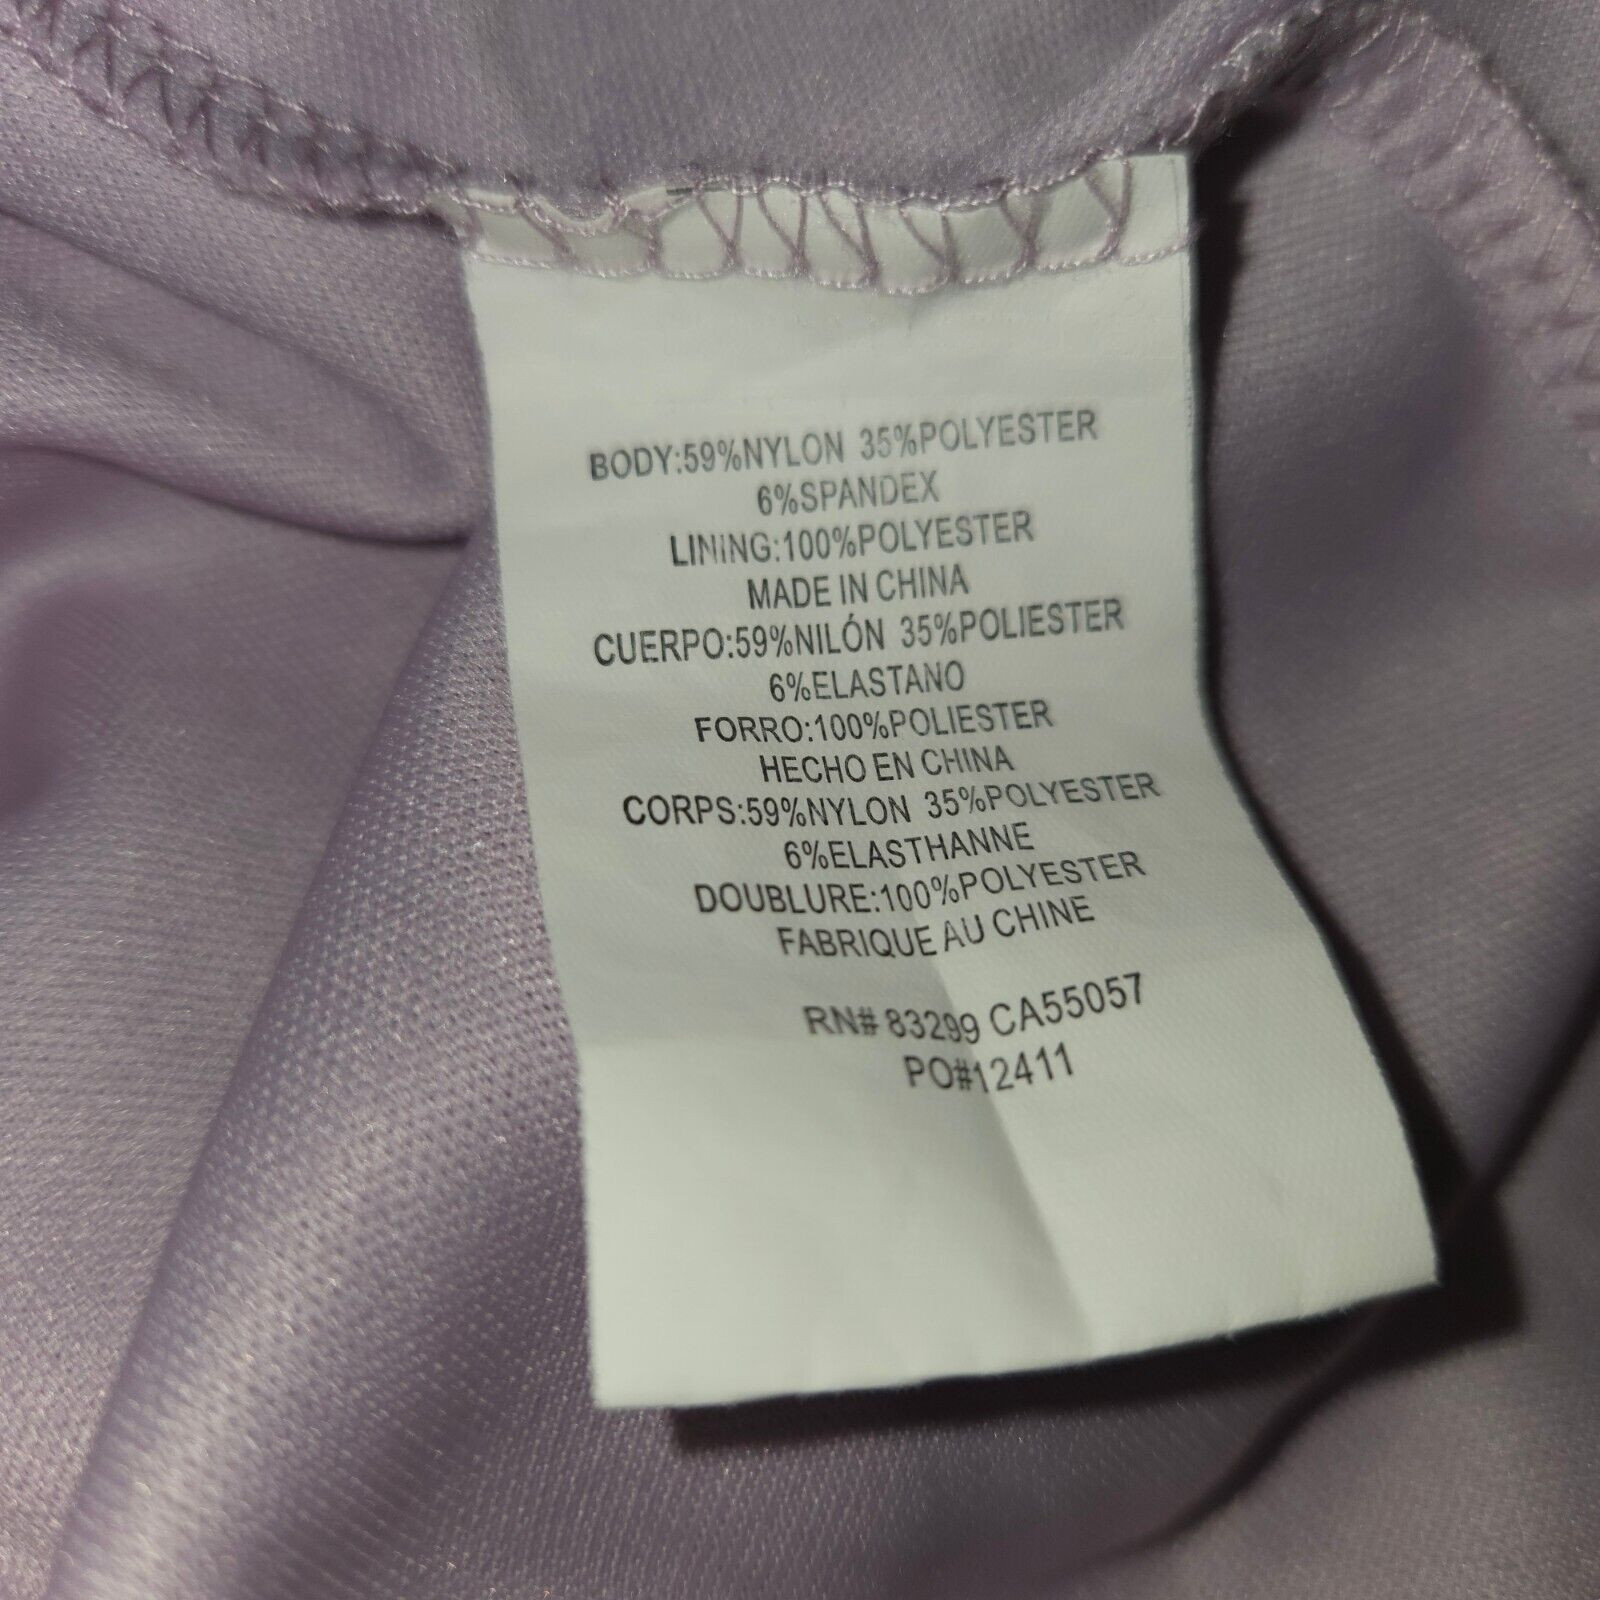 BODY:59%NYLON 35%POLYESTER
6%SPANDEX
LINING:100%POLYESTER
MADE IN CHINA
CUERPO:59%NILÓN 35%POLIESTER
6%ELASTANO
FORRO:100%POLIESTER
HECHO EN CHINA
CORPS:59%NYLON 35%POLYESTER
6%ELASTHANNE
DOUBLURE:100%POLYESTER
FABRIQUE AU CHINE
RN# 83299 CA55057
PO#12411